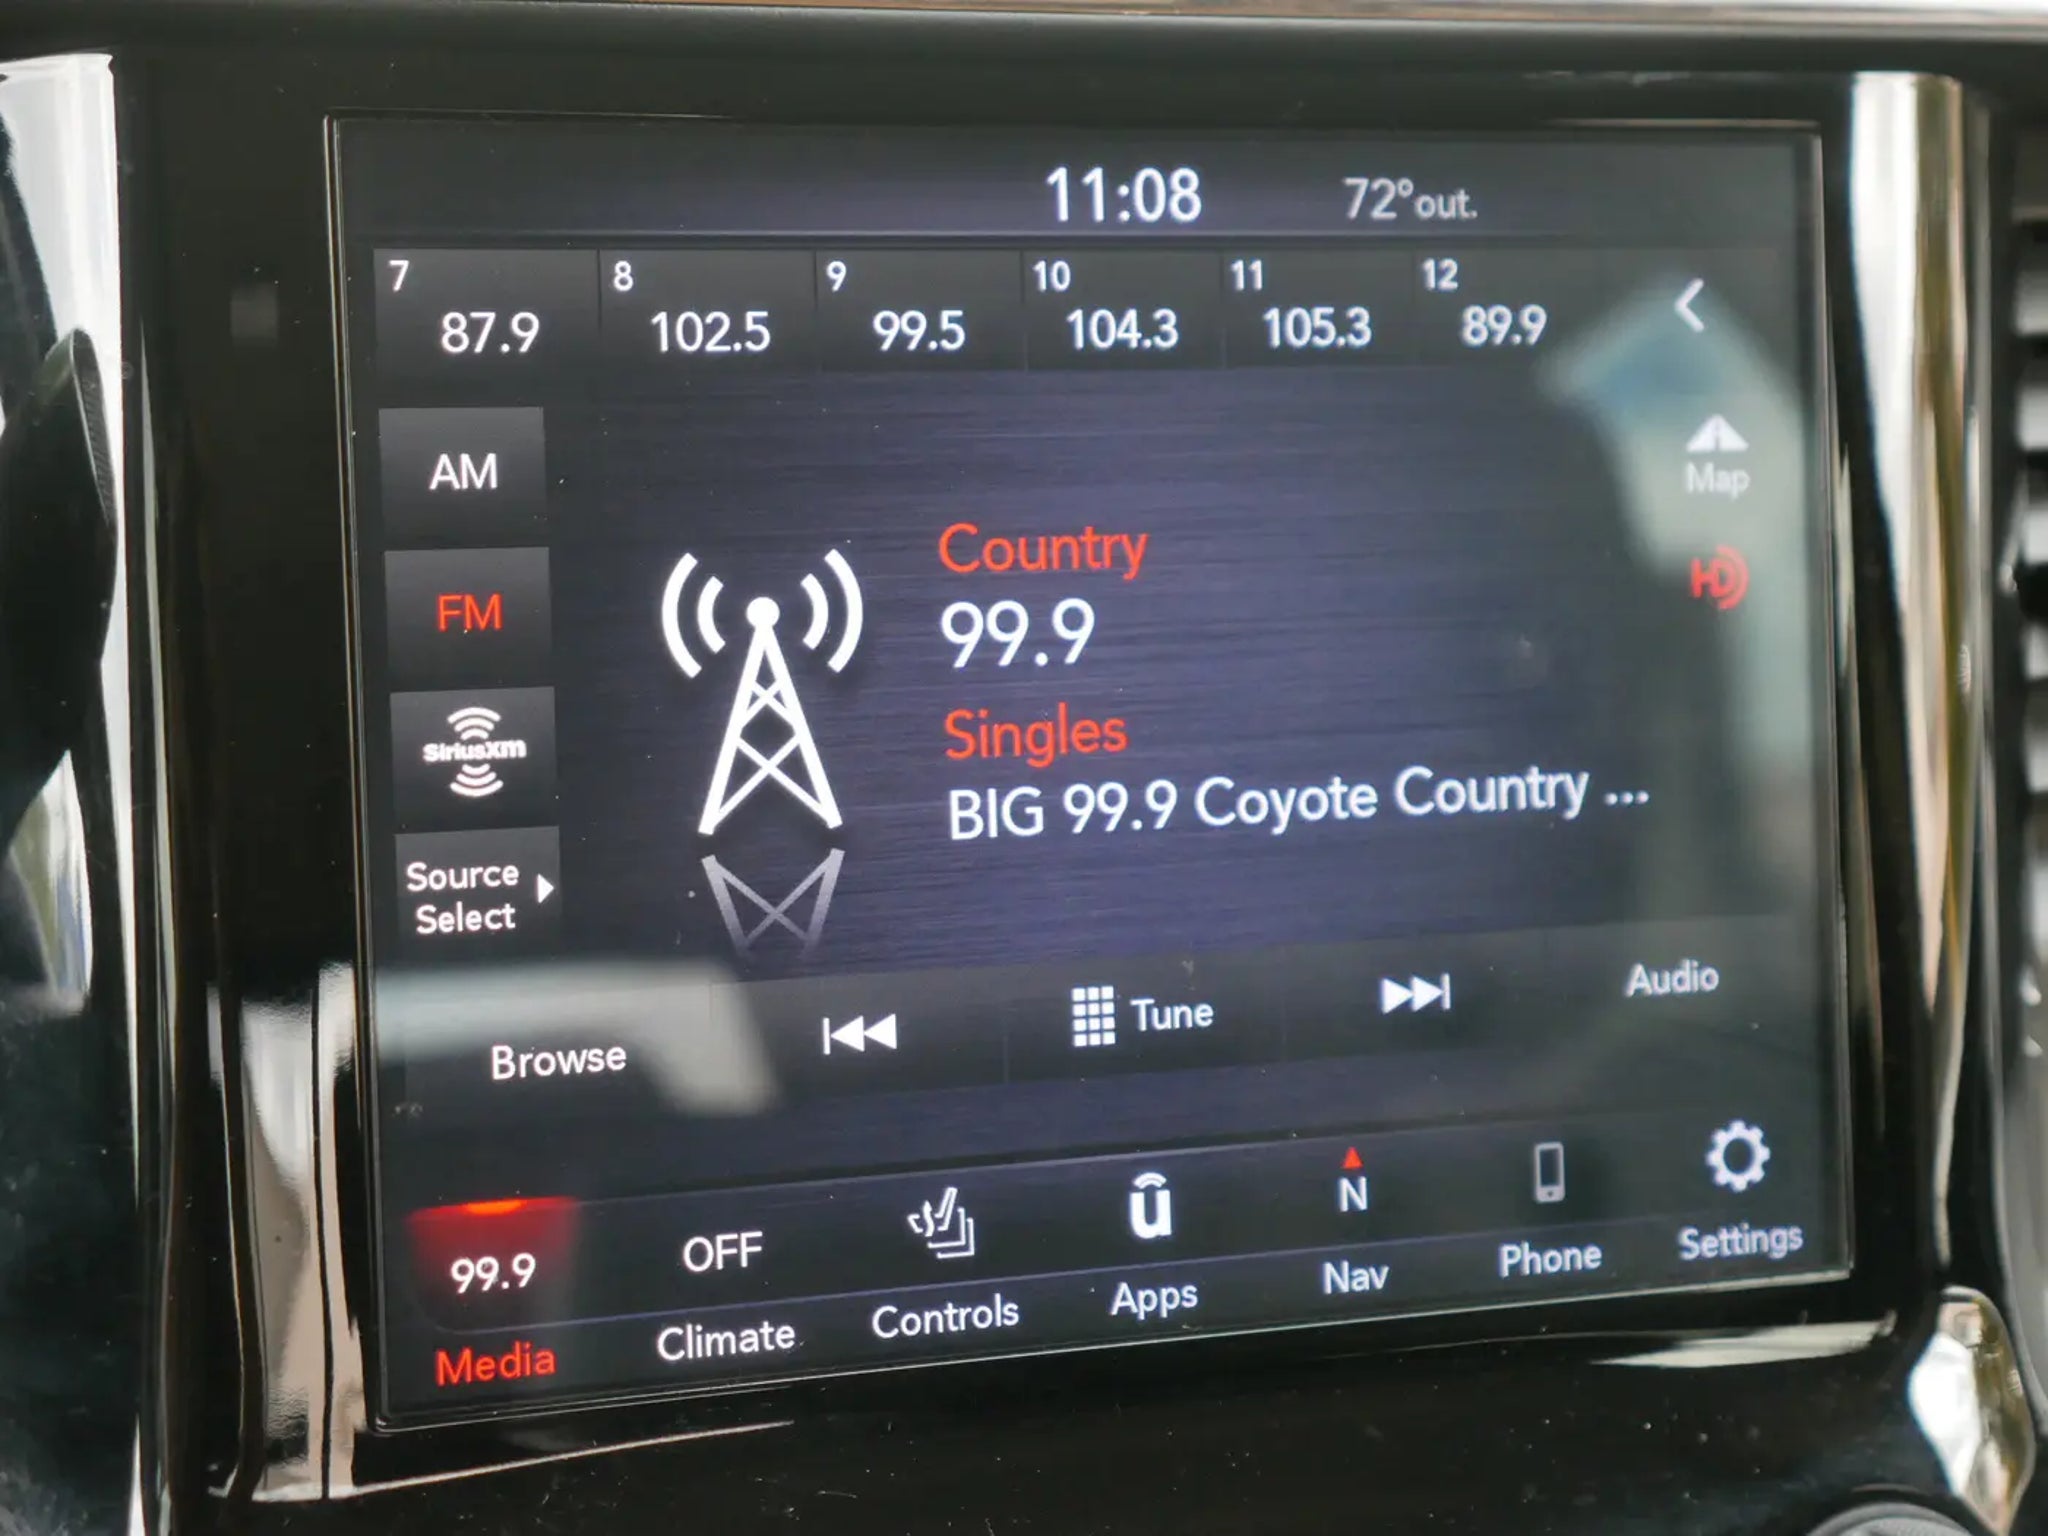 11:08 72°out.
7 8 9 10 11 12
87.9 102.5 99.5 104.3 105.3 89.9
AM
Map
Country
HD
FM
99.9
Singles
SiriusXm
BIG 99.9 Coyote Country ...
Source
Select
Browse Tune Audio
99.9 OFF u N
Media Climate Controls Apps Nav Phone Settings